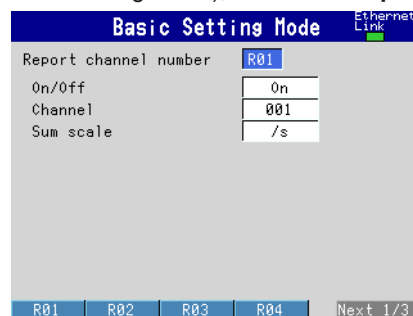 Basic Setting Mode
Ethernet
Link
Report channel number R01
On/Off On
Channel 001
Sum scale /s
R01 R02 R03 R04 Next 1/3